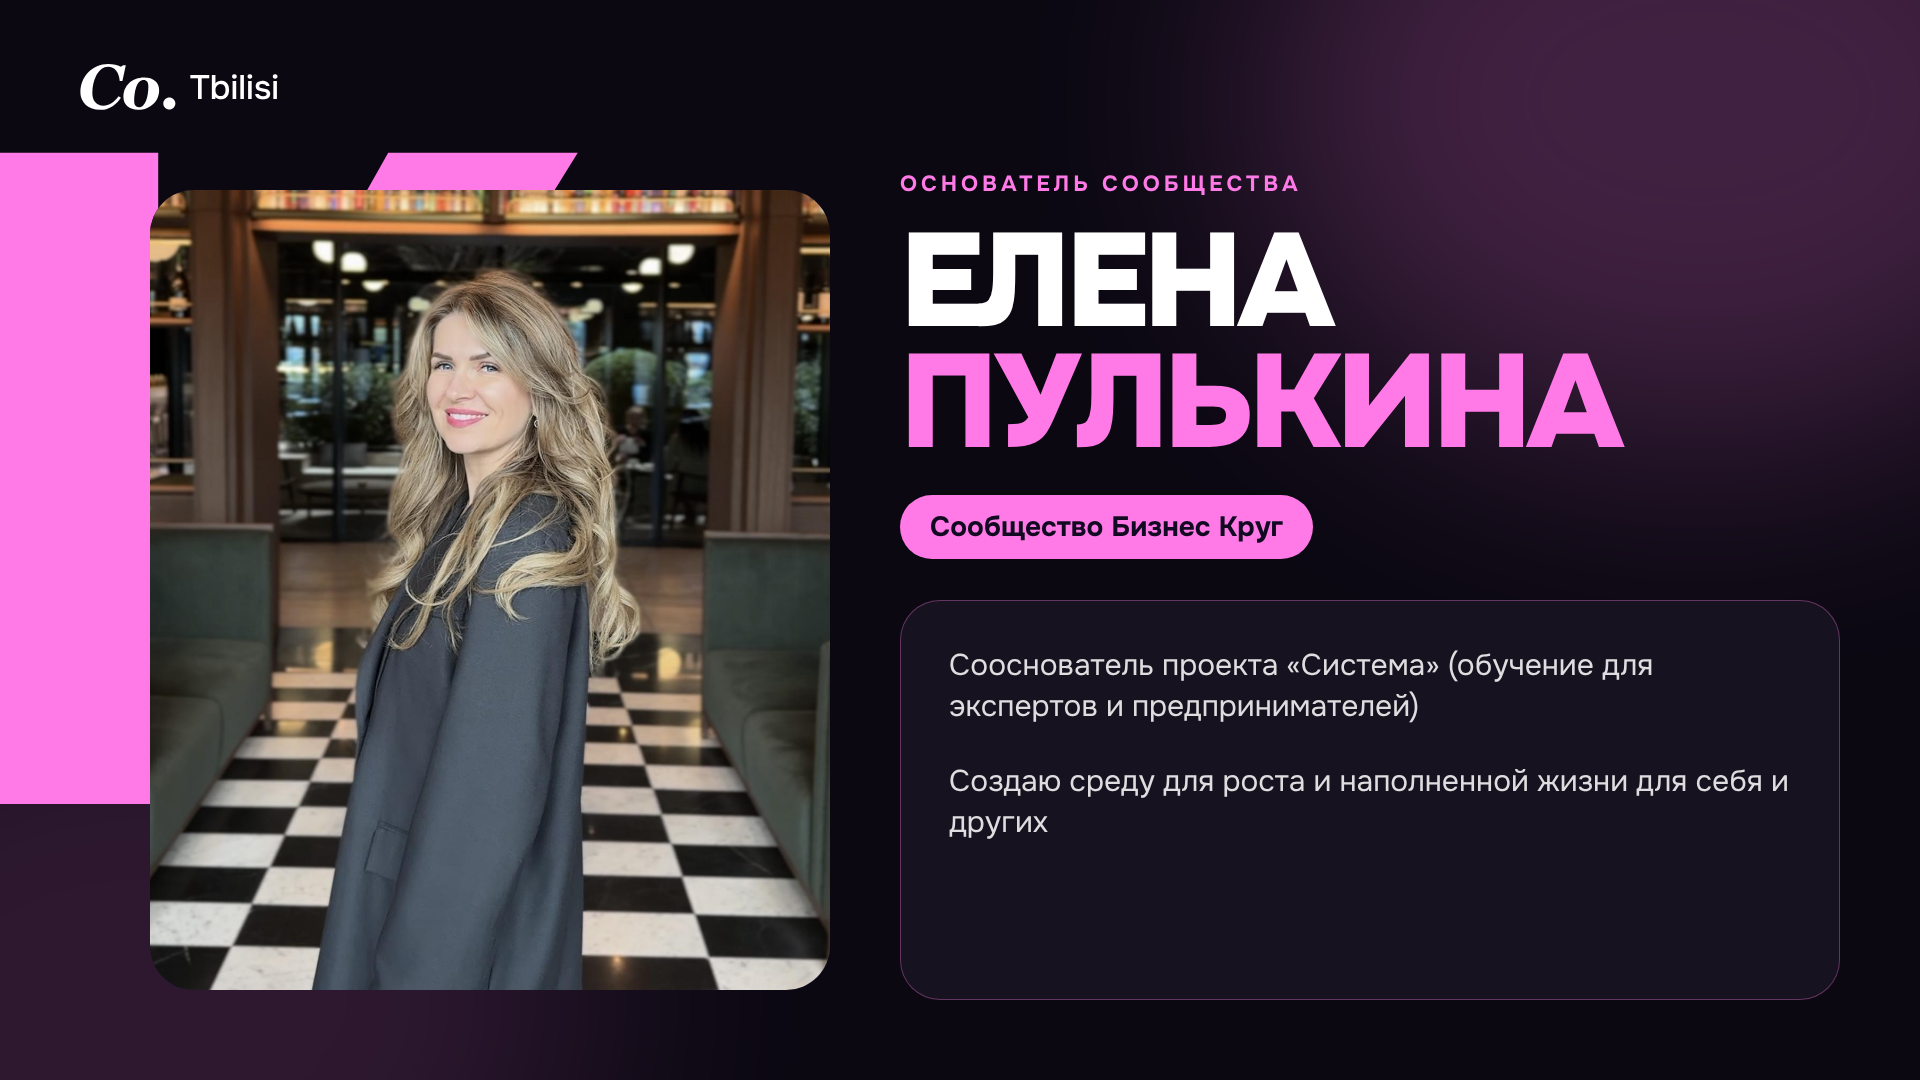 Co. Tbilisi
ОСНОВАТЕЛЬ СООБЩЕСТВА
ЕЛЕНА
ПУЛЬКИНА
Сообщество Бизнес Круг
Сооснователь проекта «Система» (обучение для
экспертов и предпринимателей)
Создаю среду для роста и наполненной жизни для себя и
других